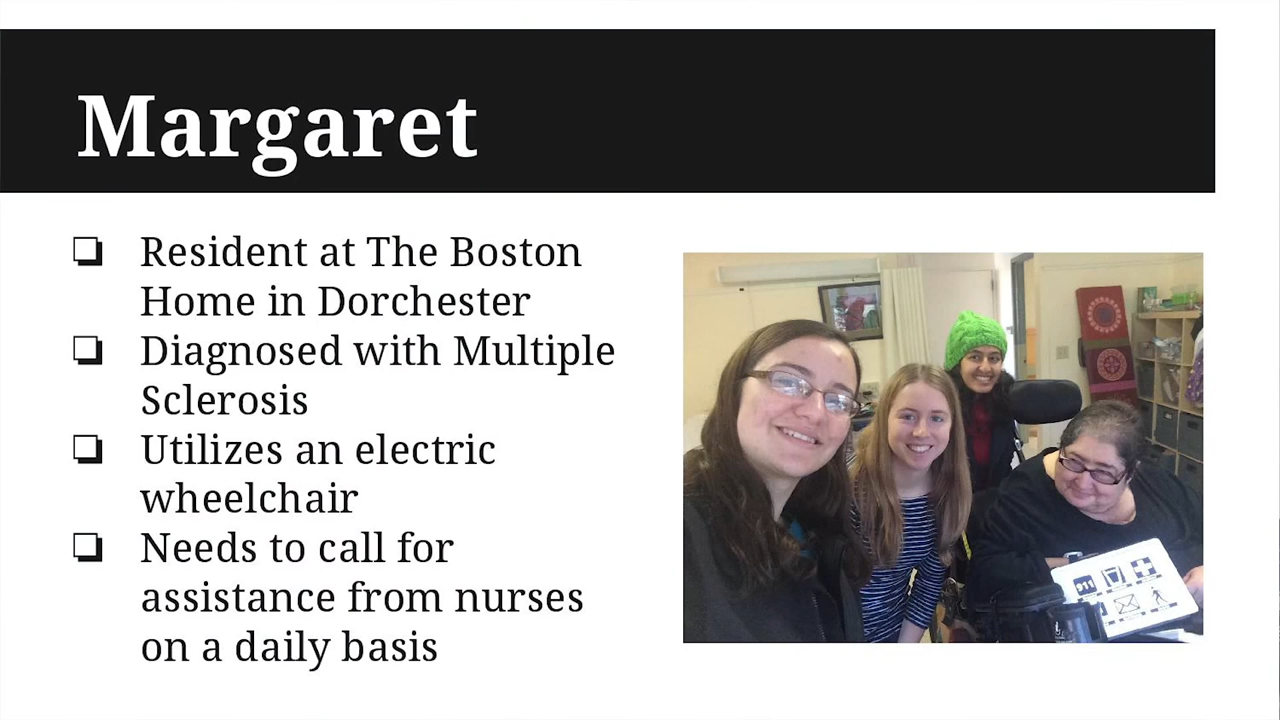 Margaret
❏ Resident at The Boston
Home in Dorchester
❏ Diagnosed with Multiple
Sclerosis
❏ Utilizes an electric
wheelchair
❏ Needs to call for
assistance from nurses
on a daily basis
911